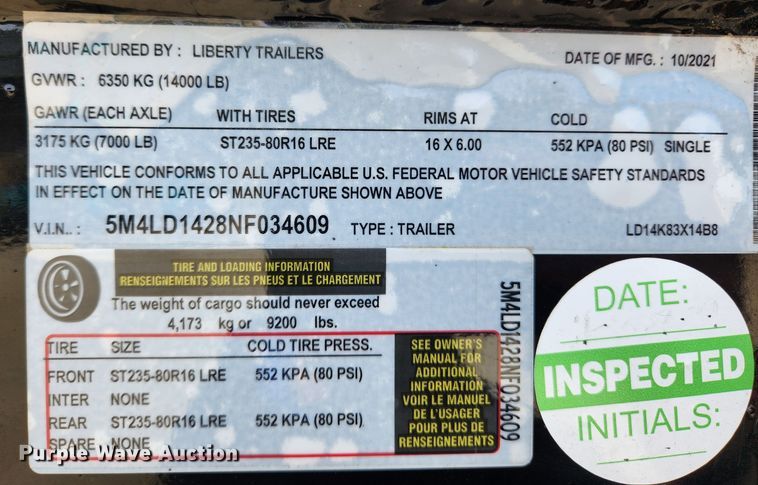 MANUFACTURED BY : LIBERTY TRAILERS DATE OF MFG. : 10/2021
GVWR : 6350 KG (14000 LB)
GAWR (EACH AXLE) WITH TIRES RIMS AT COLD
3175 KG (7000 LB) ST235-80R16 LRE 16 X 6.00 552 KPA (80 PSI) SINGLE
THIS VEHICLE CONFORMS TO ALL APPLICABLE U.S. FEDERAL MOTOR VEHICLE SAFETY STANDARDS
IN EFFECT ON THE DATE OF MANUFACTURE SHOWN ABOVE
V.I.N.. : 5M4LD1428NF034609 TYPE : TRAILER LD14K83X14B8
TIRE AND LOADING INFORMATION
RENSEIGNEMENTS SUR LES PNEUS ET LE CHARGEMENT
The weight of cargo should never exceed
4,173 kg or 9200 lbs.
TIRE SIZE COLD TIRE PRESS.
FRONT ST235-80R16 LRE 552 KPA (80 PSI)
INTER NONE
REAR ST235-80R16 LRE 552 KPA (80 PSI)
SPARE NONE
SEE OWNER'S
MANUAL FOR
ADDITIONAL
INFORMATION
VOIR LE MANUEL
DE L'USAGER
POUR PLUS DE
RENSEIGNEMENTS
5M4LD1428NF034609
DATE:
INSPECTED
INITIALS:
Purple Wave Auction